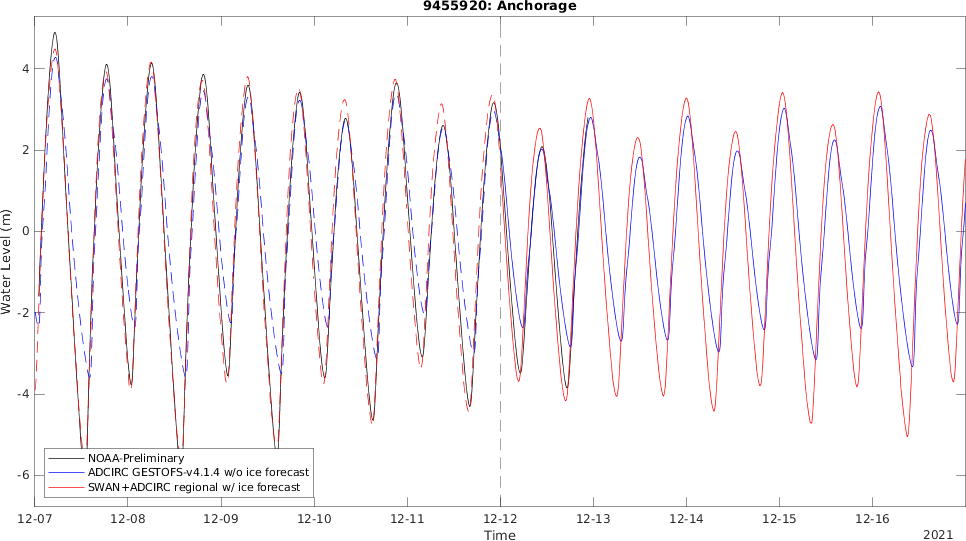 9455920: Anchorage
Water Level (m)
4
2
0
-2
-4
-6
NOAA-Preliminary
ADCIRC GESTOFS-v4.1.4 w/o ice forecast
SWAN+ADCIRC regional w/ ice forecast
12-07 12-08 12-09 12-10 12-11 12-12 12-13 12-14 12-15 12-16
Time
2021